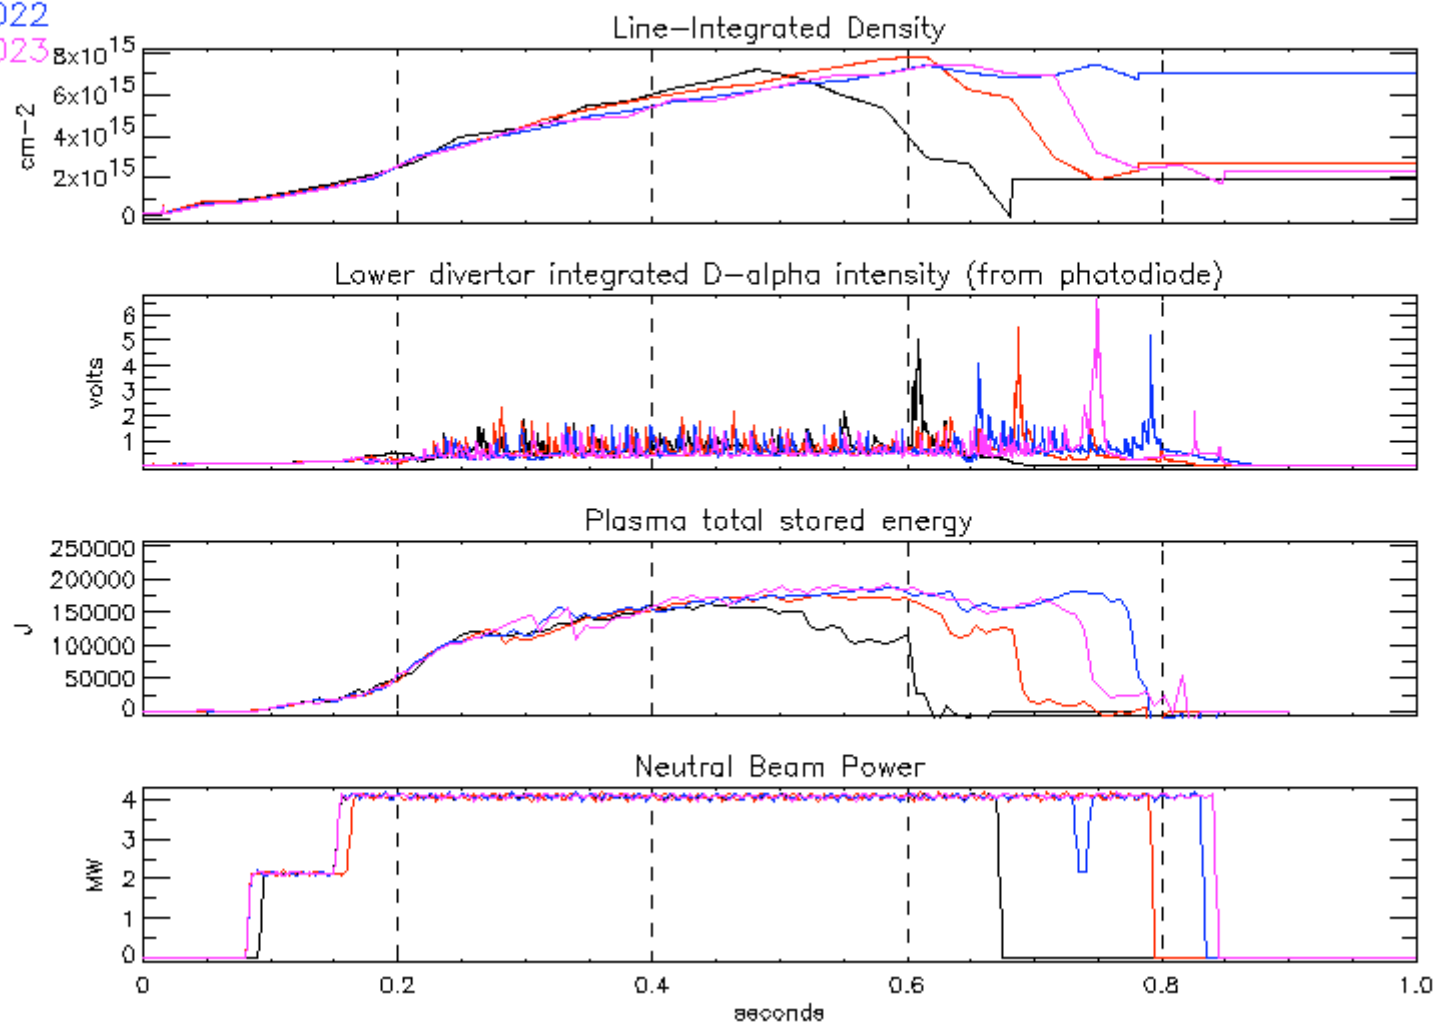 022
023
Line-Integrated Density
8x10^15
6x10^15
4x10^15
2x10^15
0
cm-2
Lower divertor integrated D-alpha intensity (from photodiode)
6
5
4
3
2
1
volts
Plasma total stored energy
250000
200000
150000
100000
50000
0
J
Neutral Beam Power
4
3
2
1
0
MW
0 0.2 0.4 0.6 0.8 1.0
seconds